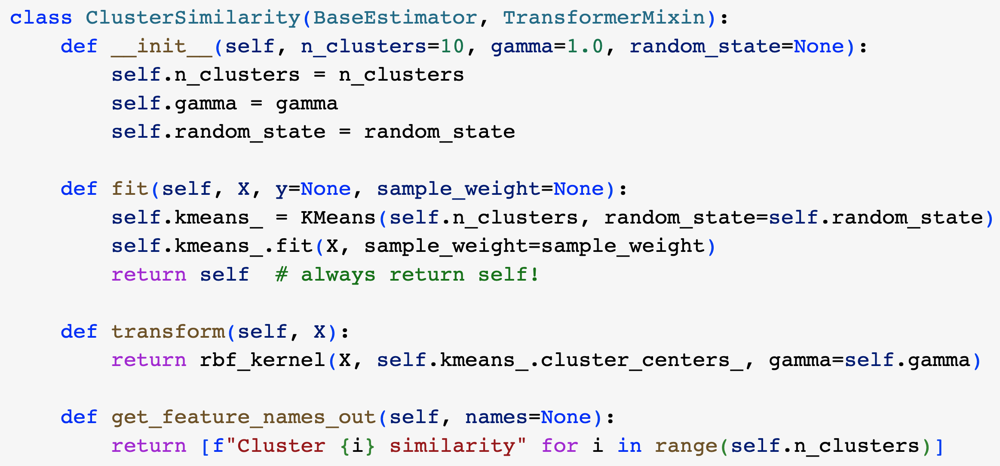 class ClusterSimilarity(BaseEstimator, TransformerMixin):
    def __init__(self, n_clusters=10, gamma=1.0, random_state=None):
        self.n_clusters = n_clusters
        self.gamma = gamma
        self.random_state = random_state

    def fit(self, X, y=None, sample_weight=None):
        self.kmeans_ = KMeans(self.n_clusters, random_state=self.random_state)
        self.kmeans_.fit(X, sample_weight=sample_weight)
        return self  # always return self!

    def transform(self, X):
        return rbf_kernel(X, self.kmeans_.cluster_centers_, gamma=self.gamma)

    def get_feature_names_out(self, names=None):
        return [f"Cluster {i} similarity" for i in range(self.n_clusters)]